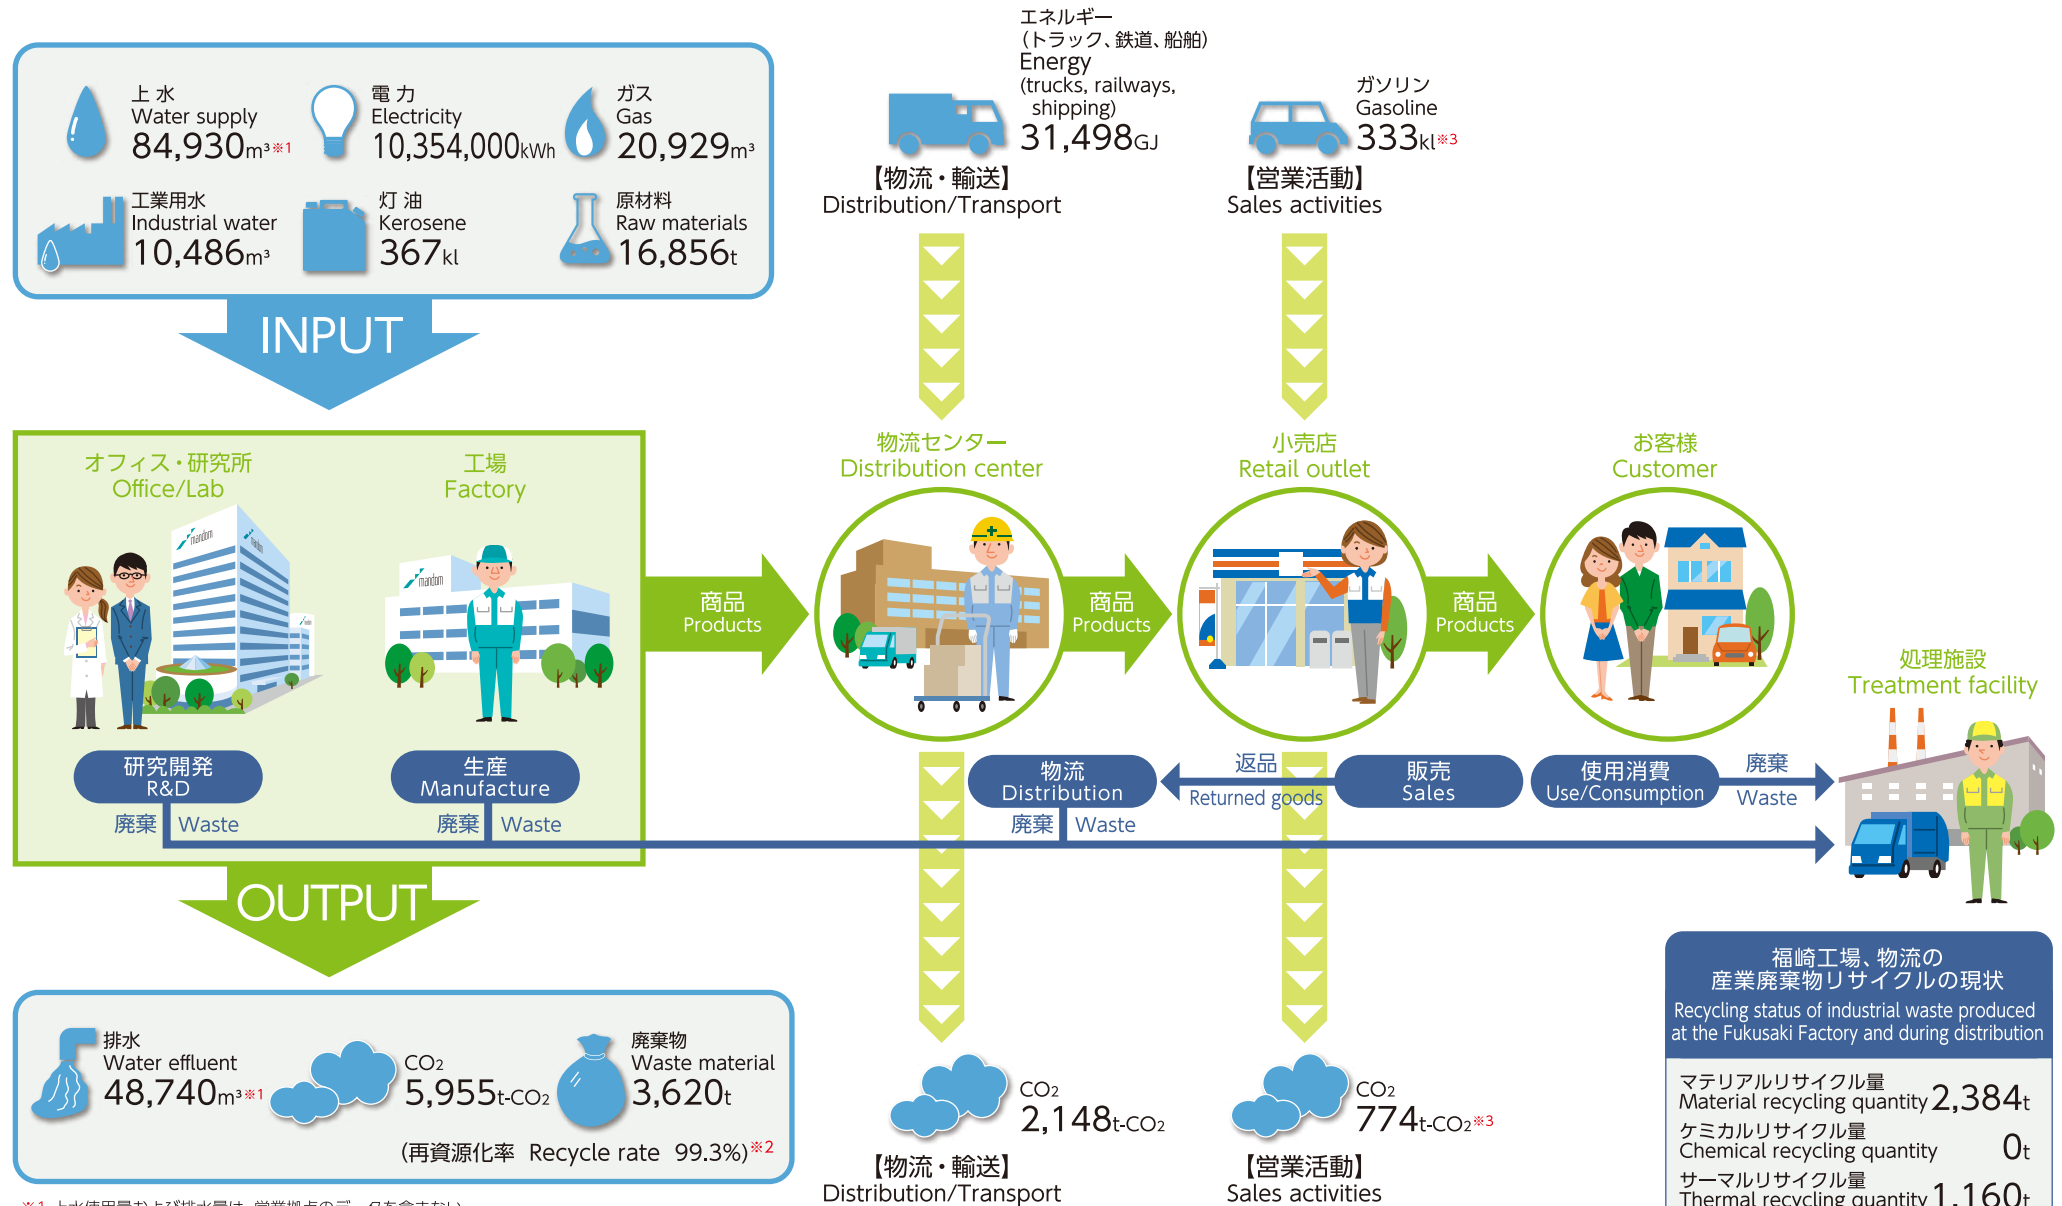 上水
Water supply
84,930m³※1
電力
Electricity
10,354,000kWh
ガス
Gas
20,929m³
工業用水
Industrial water
10,486m³
灯油
Kerosene
367kl
原材料
Raw materials
16,856t
INPUT
エネルギー
（トラック、鉄道、船舶）
Energy
(trucks, railways,
shipping)
31,498GJ
【物流・輸送】
Distribution/Transport
ガソリン
Gasoline
333kl※3
【営業活動】
Sales activities
オフィス・研究所
Office/Lab
工場
Factory
mandom
mandom
mandom
物流センター
Distribution center
小売店
Retail outlet
お客様
Customer
商品
Products
商品
Products
商品
Products
処理施設
Treatment facility
研究開発
R&D
生産
Manufacture
物流
Distribution
返品
Returned goods
販売
Sales
使用消費
Use/Consumption
廃棄
Waste
廃棄 Waste
廃棄 Waste
廃棄 Waste
OUTPUT
排水
Water effluent
48,740m³※1
CO2
5,955t-CO2
廃棄物
Waste material
3,620t
(再資源化率 Recycle rate 99.3%)※2
CO2
2,148t-CO2
【物流・輸送】
Distribution/Transport
CO2
774t-CO2※3
【営業活動】
Sales activities
福崎工場、物流の
産業廃棄物リサイクルの現状
Recycling status of industrial waste produced
at the Fukusaki Factory and during distribution
マテリアルリサイクル量
Material recycling quantity 2,384t
ケミカルリサイクル量
Chemical recycling quantity 0t
サーマルリサイクル量
Thermal recycling quantity 1,160t